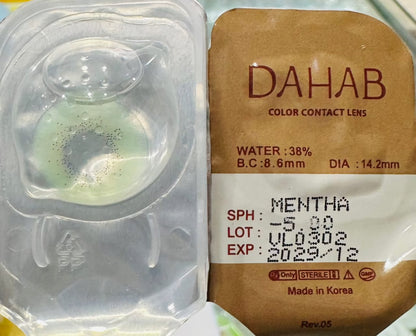 DAHAB
COLOR CONTACT LENS
WATER : 38%
B.C : 8.6mm DIA : 14.2mm
SPH : MENTHA
-5.00
LOT : VL0302
EXP : 2029/12
Only STERILE GMP
Made in Korea
Rev.05